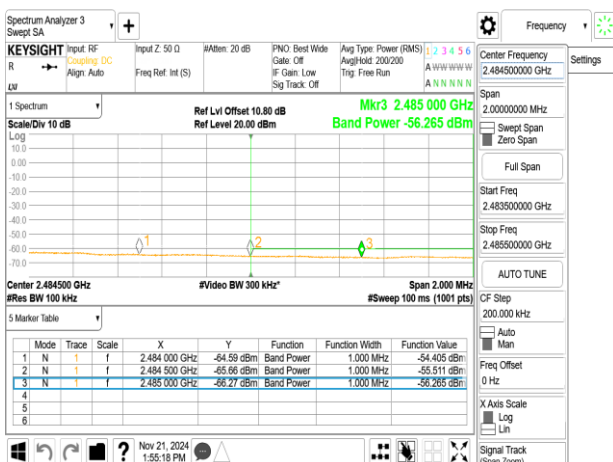 Spectrum Analyzer 3
Swept SA
+
Frequency
Settings
KEYSIGHT
Input: RF
Coupling: DC
Align: Auto
Input Z: 50 Ω
Freq Ref: Int (S)
#Atten: 20 dB
PNO: Best Wide
Gate: Off
IF Gain: Low
Sig Track: Off
Avg Type: Power (RMS)
Avg|Hold: 200/200
Trig: Free Run
1 2 3 4 5 6
A W W W W W
A N N N N N
R
LXI
1 Spectrum
Scale/Div 10 dB
Ref Lvl Offset 10.80 dB
Ref Level 20.00 dBm
Mkr3 2.485 000 GHz
Band Power -56.265 dBm
Log
10.0
0.00
-10.0
-20.0
-30.0
-40.0
-50.0
-60.0
-70.0
1
2
3
Center 2.484500 GHz
#Video BW 300 kHz*
Span 2.000 MHz
#Res BW 100 kHz
#Sweep 100 ms (1001 pts)
5 Marker Table
Mode Trace Scale X Y Function Function Width Function Value
1 N 1 f 2.484 000 GHz -64.59 dBm Band Power 1.000 MHz -54.405 dBm
2 N 1 f 2.484 500 GHz -65.66 dBm Band Power 1.000 MHz -55.511 dBm
3 N 1 f 2.485 000 GHz -66.27 dBm Band Power 1.000 MHz -56.265 dBm
4
5
6
?
Nov 21, 2024
1:55:18 PM
Center Frequency
2.484500000 GHz
Span
2.00000000 MHz
Swept Span
Zero Span
Full Span
Start Freq
2.483500000 GHz
Stop Freq
2.485500000 GHz
AUTO TUNE
CF Step
200.000 kHz
Auto
Man
Freq Offset
0 Hz
X Axis Scale
Log
Lin
Signal Track
(Span Zoom)